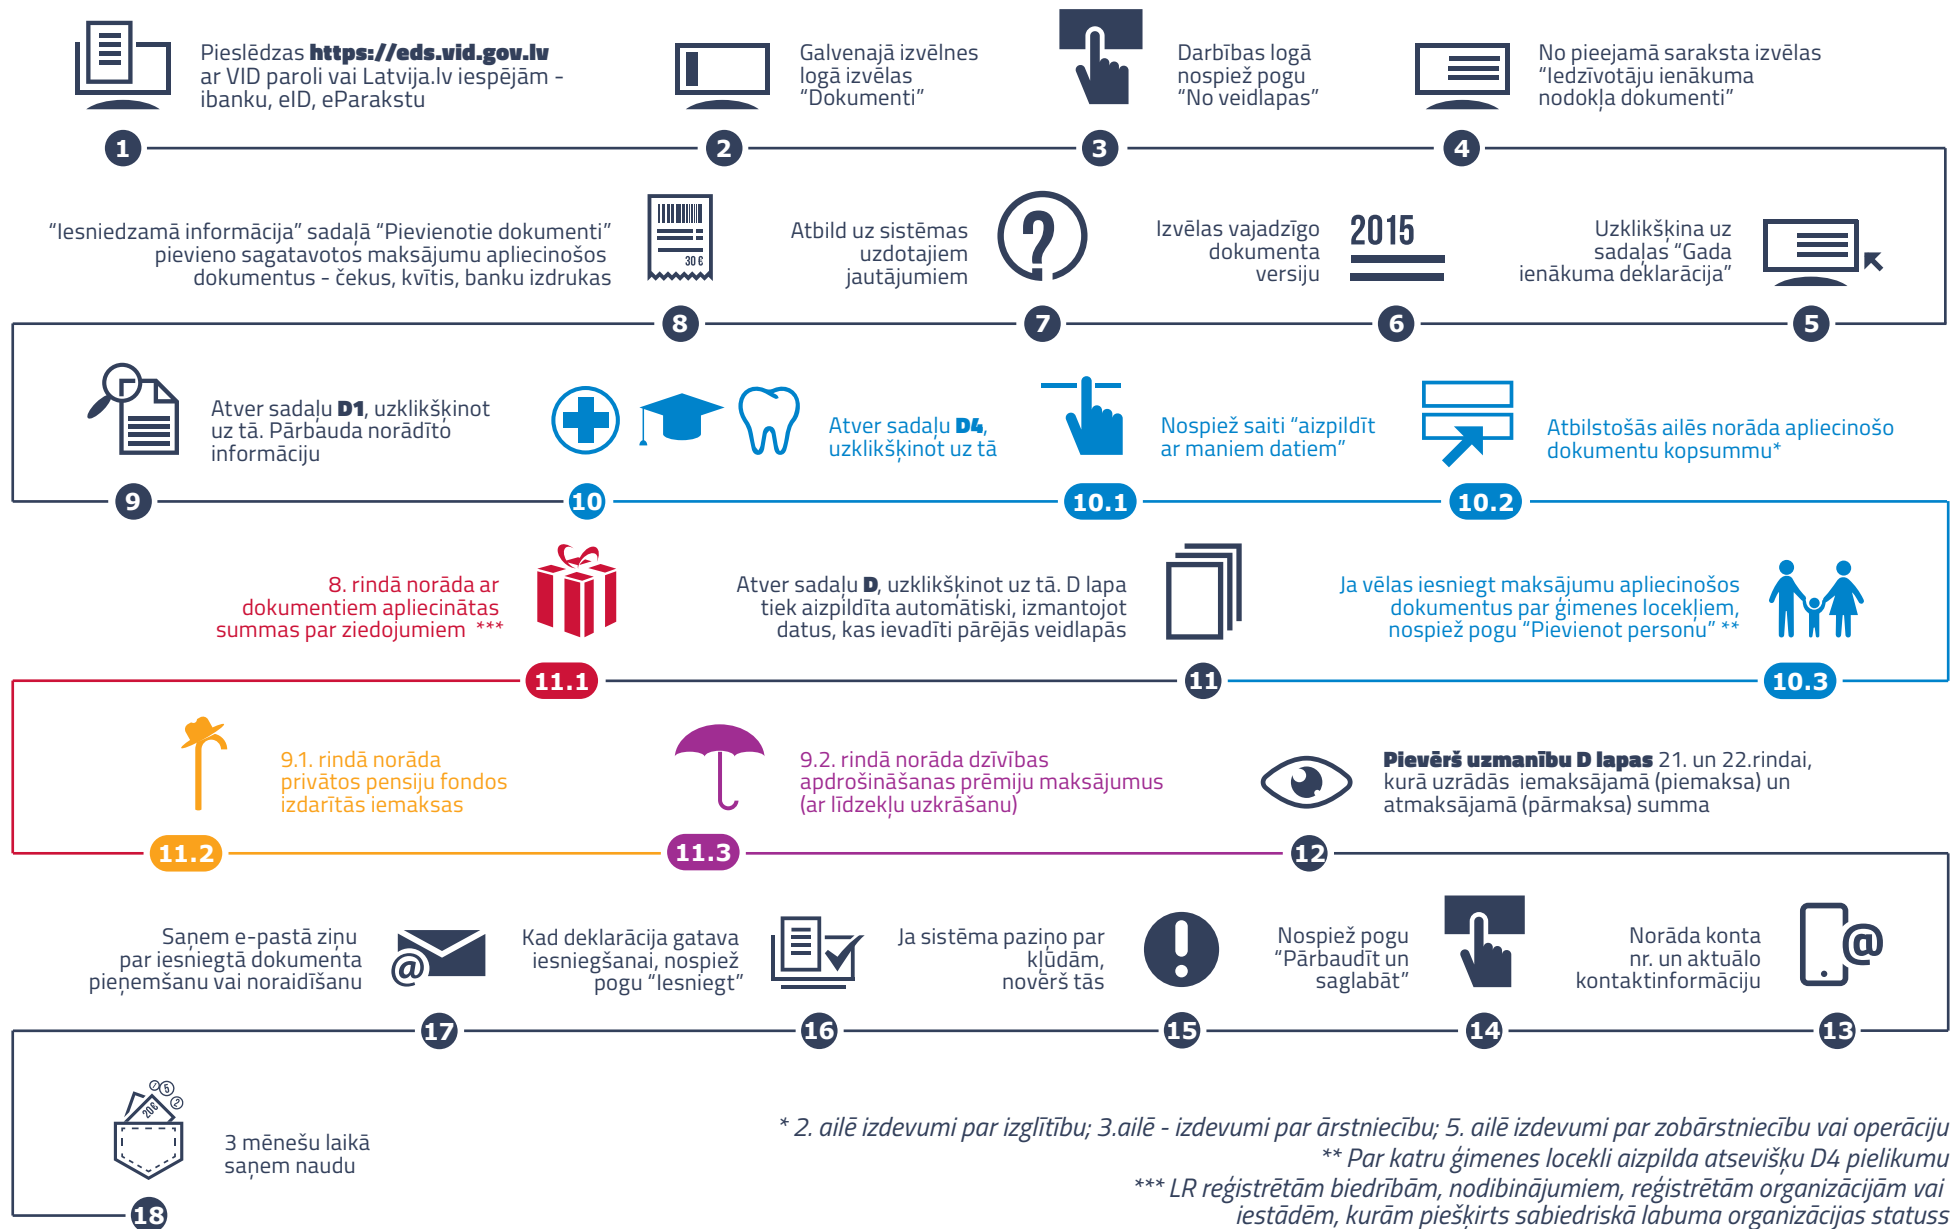 Pieslēdzas https://eds.vid.gov.lv
ar VID paroli vai Latvija.lv iespējām -
ibanku, eID, eParakstu
1
Galvenajā izvēlnes
logā izvēlas
“Dokumenti”
2
Darbības logā
nospiež pogu
“No veidlapas”
3
No pieejamā saraksta izvēlas
“Iedzīvotāju ienākuma
nodokļa dokumenti”
4
Uzklikšķina uz
sadaļas “Gada
ienākuma deklarācija”
5
Izvēlas vajadzīgo
dokumenta
versiju
2015
6
Atbild uz sistēmas
uzdotajiem
jautājumiem
?
7
“Iesniedzamā informācija” sadaļā “Pievienotie dokumenti”
pievieno sagatavotos maksājumu apliecinošos
dokumentus - čekus, kvītis, banku izdrukas
30 €
8
Atver sadaļu D1, uzklikšķinot
uz tā. Pārbauda norādīto
informāciju
9
Atver sadaļu D4,
uzklikšķinot uz tā
10
Nospiež saiti “aizpildīt
ar maniem datiem”
10.1
Atbilstošās ailēs norāda apliecinošo
dokumentu kopsummu*
10.2
Ja vēlas iesniegt maksājumu apliecinošos
dokumentus par ģimenes locekļiem,
nospiež pogu “Pievienot personu” **
10.3
Atver sadaļu D, uzklikšķinot uz tā. D lapa
tiek aizpildīta automātiski, izmantojot
datus, kas ievadīti pārējās veidlapās
11
8. rindā norāda ar
dokumentiem apliecinātas
summas par ziedojumiem ***
11.1
9.1. rindā norāda
privātos pensiju fondos
izdarītās iemaksas
11.2
9.2. rindā norāda dzīvības
apdrošināšanas prēmiju maksājumus
(ar līdzekļu uzkrāšanu)
11.3
Pievērš uzmanību D lapas 21. un 22.rindai,
kurā uzrādās iemaksājamā (piemaksa) un
atmaksājamā (pārmaksa) summa
12
Norāda konta
nr. un aktuālo
kontaktinformāciju
@
13
Nospiež pogu
“Pārbaudīt un
saglabāt”
14
Ja sistēma paziņo par
kļūdām,
novērš tās
!
15
Kad deklarācija gatava
iesniegšanai, nospiež
pogu “Iesniegt”
16
Saņem e-pastā ziņu
par iesniegtā dokumenta
pieņemšanu vai noraidīšanu
@
17
1 5
2
20€
3 mēnešu laikā
saņem naudu
18
* 2. ailē izdevumi par izglītību; 3.ailē - izdevumi par ārstniecību; 5. ailē izdevumi par zobārstniecību vai operāciju
** Par katru ģimenes locekli aizpilda atsevišķu D4 pielikumu
*** LR reģistrētām biedrībām, nodibinājumiem, reģistrētām organizācijām vai
iestādēm, kurām piešķirts sabiedriskā labuma organizācijas statuss